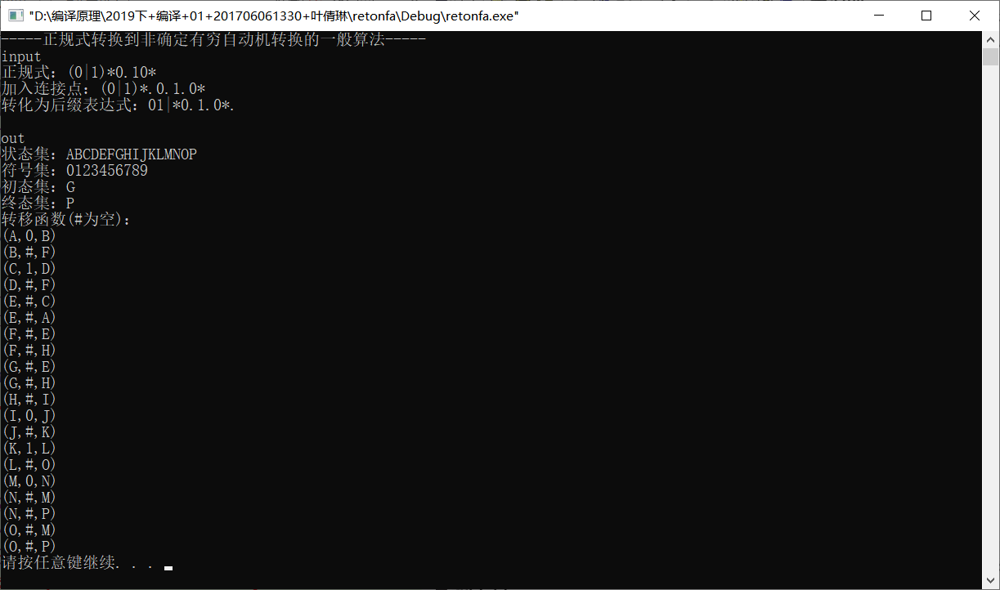 "D:\编译原理\2019下+编译+01+201706061330+叶倩琳\retonfa\Debug\retonfa.exe"
-----正规式转换到非确定有穷自动机转换的一般算法-----
input
正规式: (0|1)*0.10*
加入连接点: (0|1)*.0.1.0*
转化为后缀表达式: 01|*0.1.0*.
out
状态集: ABCDEFGHIJKLMNOP
符号集: 0123456789
初态集: G
终态集: P
转移函数(#为空):
(A,0,B)
(B,#,F)
(C,1,D)
(D,#,F)
(E,#,C)
(E,#,A)
(F,#,E)
(F,#,H)
(G,#,E)
(G,#,H)
(H,#,I)
(I,0,J)
(J,#,K)
(K,1,L)
(L,#,O)
(M,0,N)
(N,#,M)
(N,#,P)
(O,#,M)
(O,#,P)
请按任意键继续. . .